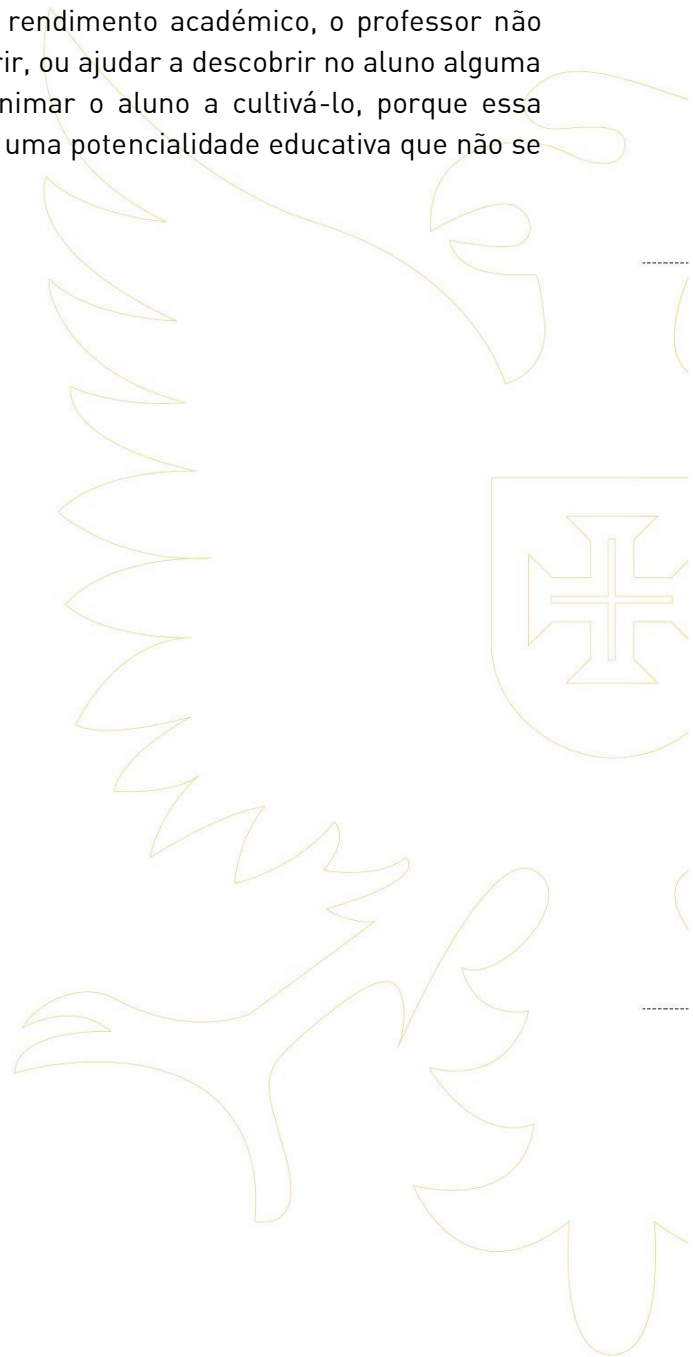 rendimento académico, o professor não
rir, ou ajudar a descobrir no aluno alguma
nimar o aluno a cultivá-lo, porque essa
uma potencialidade educativa que não se